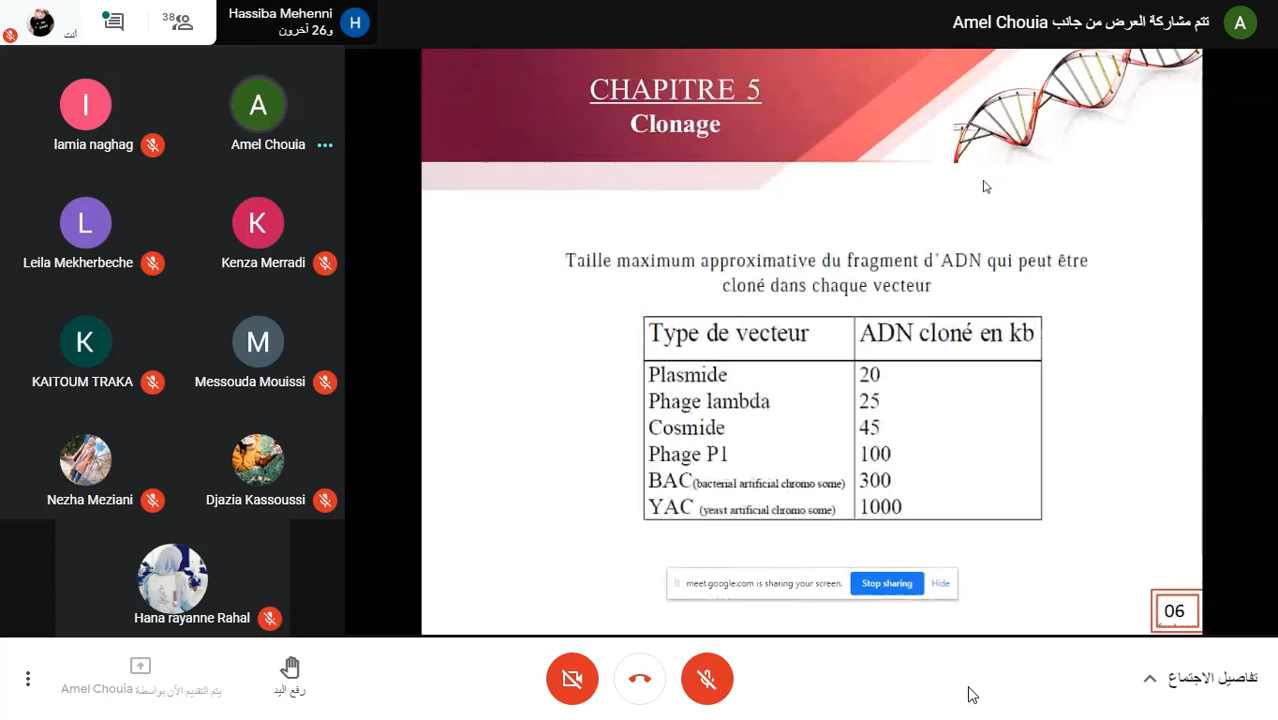 أنت
38
Hassiba Mehenni
و26 آخرون
H
تتم مشاركة العرض من جانب Amel Chouia
A
I
lamia naghag
A
Amel Chouia
L
Leila Mekherbeche
K
Kenza Merradi
K
KAITOUM TRAKA
M
Messouda Mouissi
Nezha Meziani
Djazia Kassoussi
Hana rayanne Rahal
CHAPITRE 5
Clonage
Taille maximum approximative du fragment d'ADN qui peut être
cloné dans chaque vecteur
Type de vecteur ADN cloné en kb
Plasmide 20
Phage lambda 25
Cosmide 45
Phage P1 100
BAC(bacterial artificial chromo some) 300
YAC (yeast artificial chromo some) 1000
meet.google.com is sharing your screen. Stop sharing Hide
06
يتم التقديم الآن بواسطة Amel Chouia
رفع اليد
تفاصيل الاجتماع